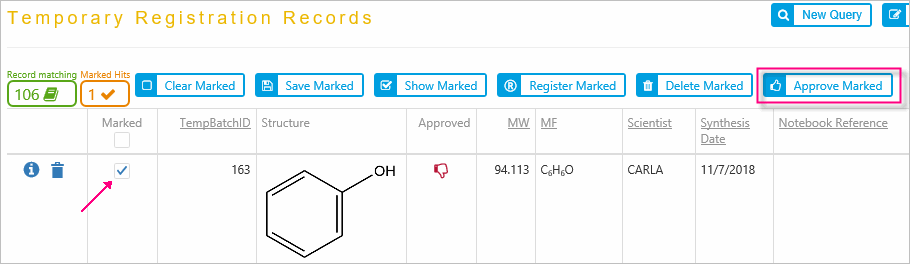 Temporary Registration Records
New Query
Record matching
106
Marked Hits
1
Clear Marked
Save Marked
Show Marked
® Register Marked
Delete Marked
Approve Marked
Marked
TempBatchID
Structure
Approved
MW
MF
Scientist
Synthesis
Date
Notebook Reference
163
OH
94.113
C₆H₆O
CARLA
11/7/2018